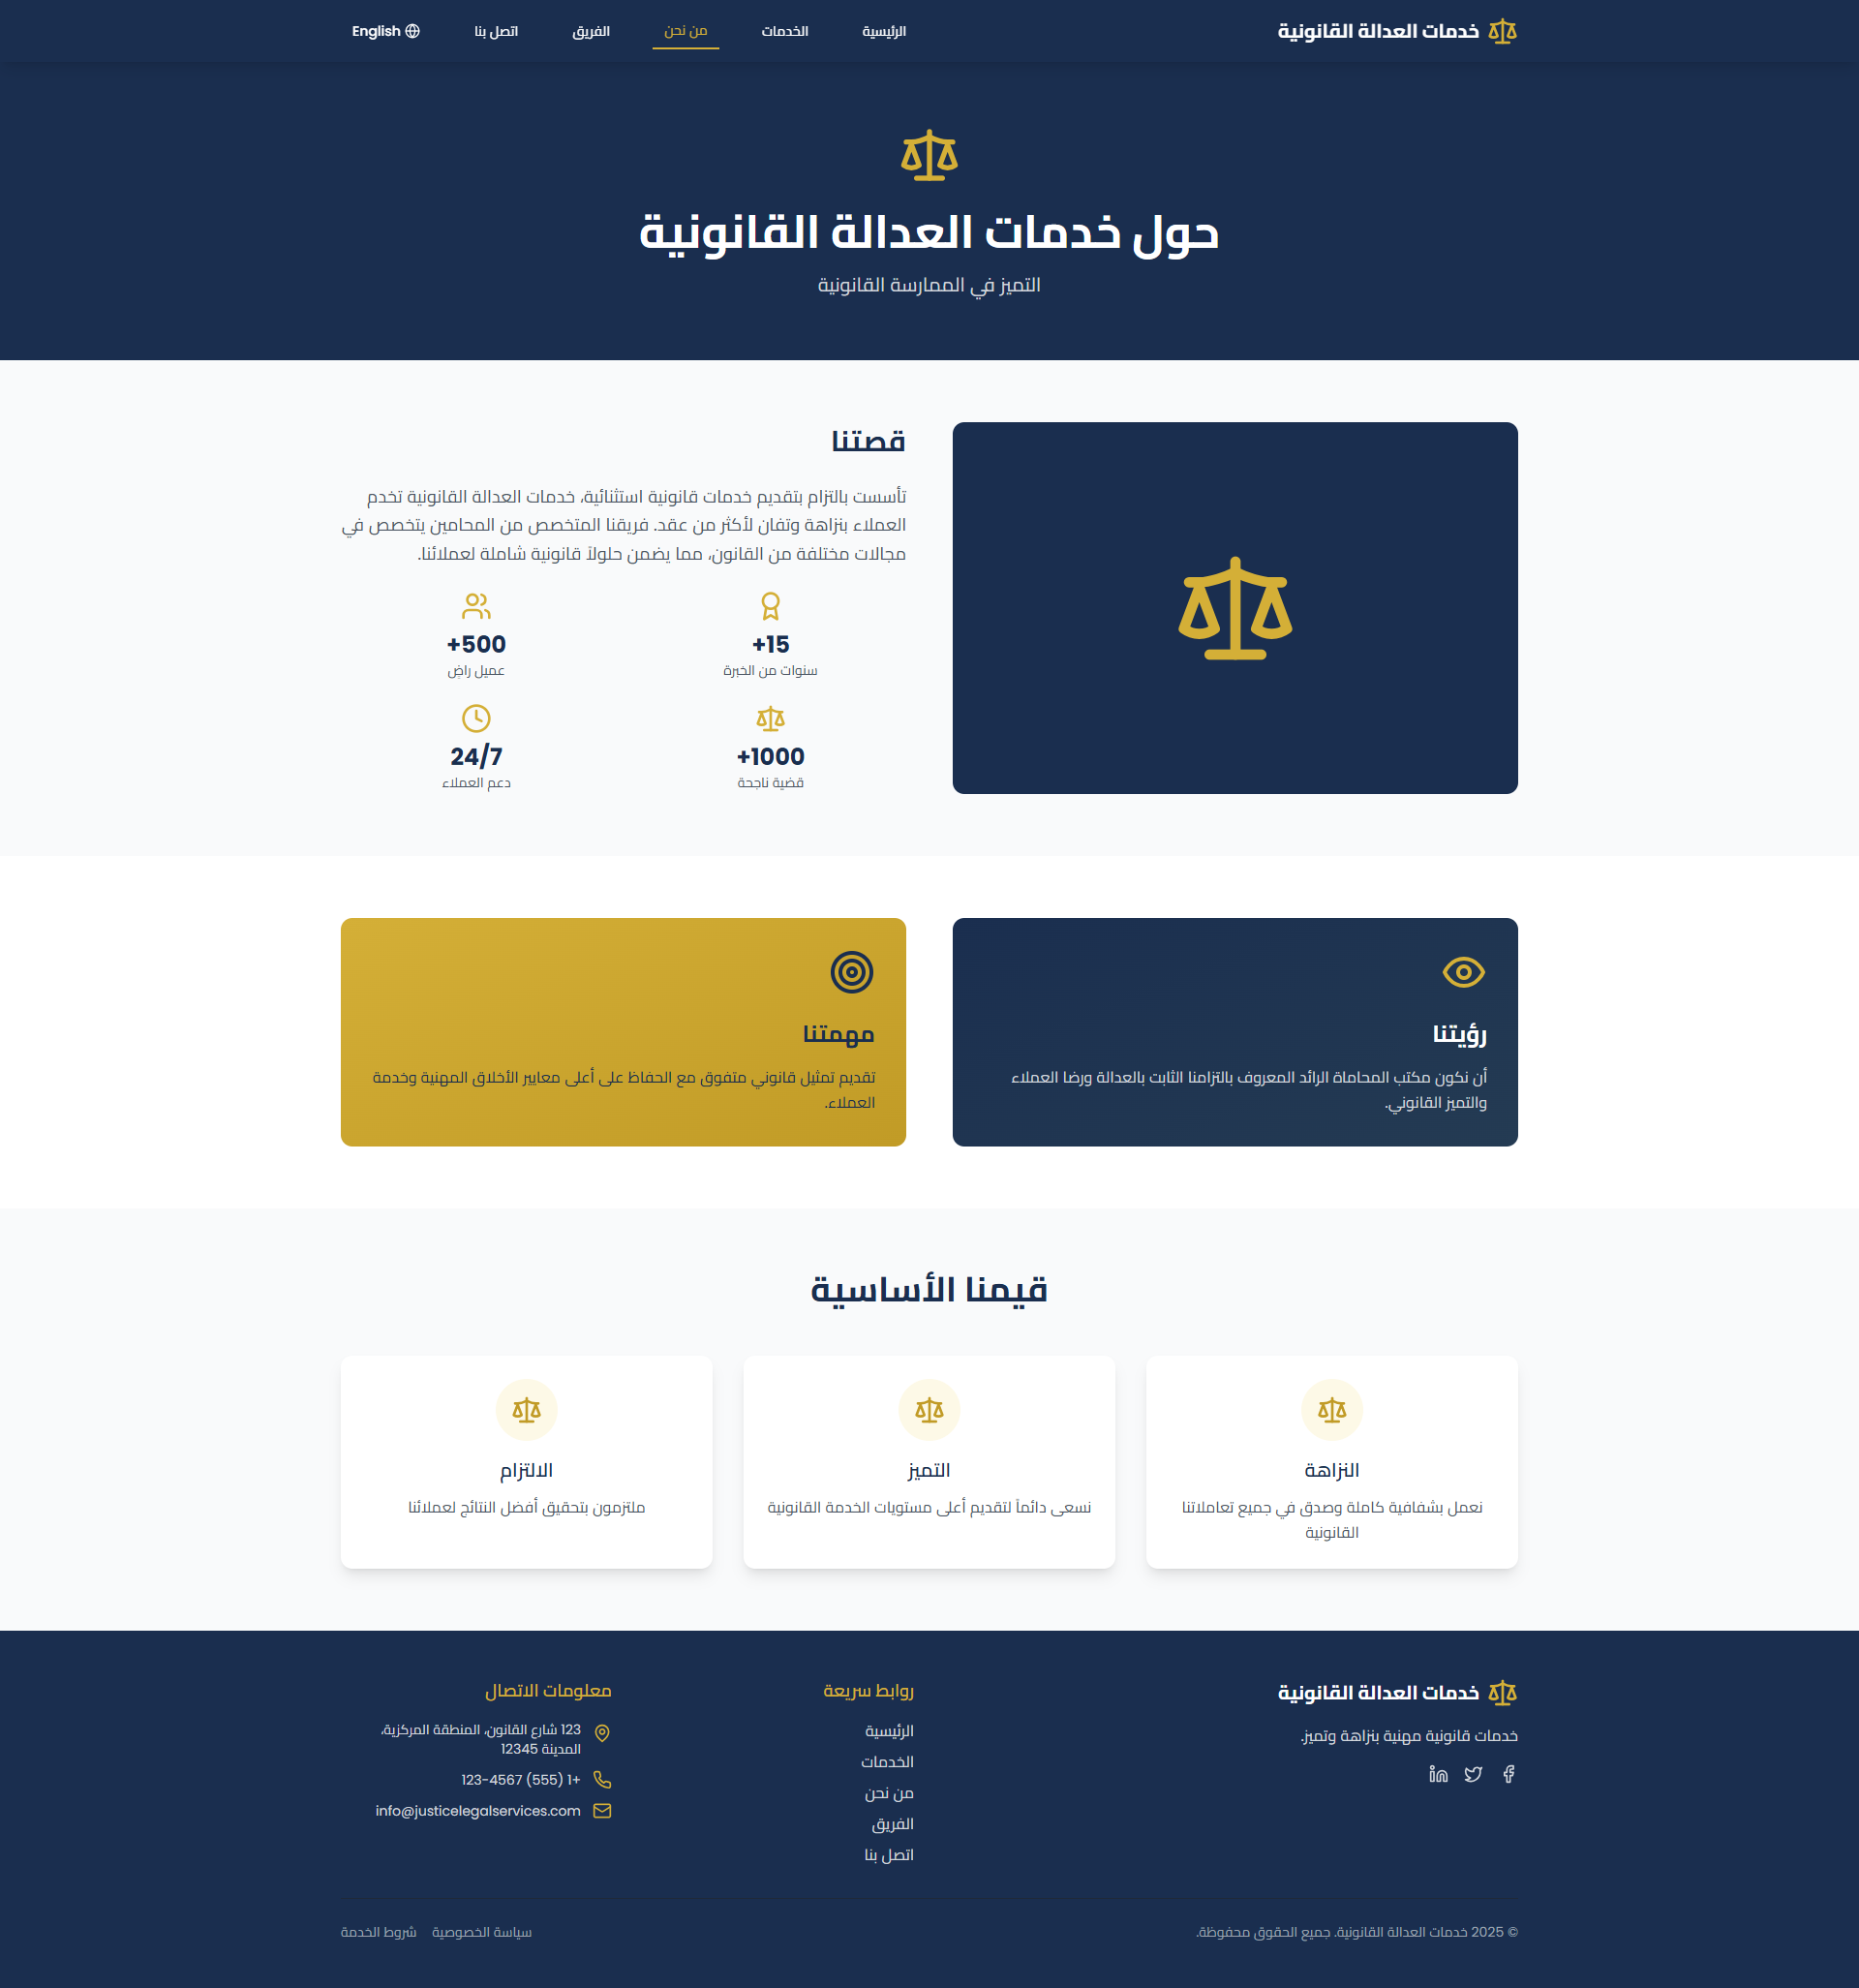 خدمات العدالة القانونية
الرئيسية
الخدمات
من نحن
الفريق
اتصل بنا
English
حول خدمات العدالة القانونية
التميز في الممارسة القانونية
قصتنا
تأسست بالتزام بتقديم خدمات قانونية استثنائية، خدمات العدالة القانونية تخدم
العملاء بنزاهة وتفان لأكثر من عقد. فريقنا المتخصص من المحامين يتخصص في
مجالات مختلفة من القانون، مما يضمن حلولاً قانونية شاملة لعملائنا.
+15
سنوات من الخبرة
+500
عميل راضٍ
+1000
قضية ناجحة
24/7
دعم العملاء
رؤيتنا
أن نكون مكتب المحاماة الرائد المعروف بالتزامنا الثابت بالعدالة ورضا العملاء
والتميز القانوني.
مهمتنا
تقديم تمثيل قانوني متفوق مع الحفاظ على أعلى معايير الأخلاق المهنية وخدمة
العملاء.
قيمنا الأساسية
النزاهة
نعمل بشفافية كاملة وصدق في جميع تعاملاتنا
القانونية
التميز
نسعى دائماً لتقديم أعلى مستويات الخدمة القانونية
الالتزام
ملتزمون بتحقيق أفضل النتائج لعملائنا
خدمات العدالة القانونية
خدمات قانونية مهنية بنزاهة وتميز.
روابط سريعة
الرئيسية
الخدمات
من نحن
الفريق
اتصل بنا
معلومات الاتصال
123 شارع القانون، المنطقة المركزية،
المدينة 12345
+1 (555) 123-4567
info@justicelegalservices.com
© 2025 خدمات العدالة القانونية. جميع الحقوق محفوظة.
سياسة الخصوصية
شروط الخدمة